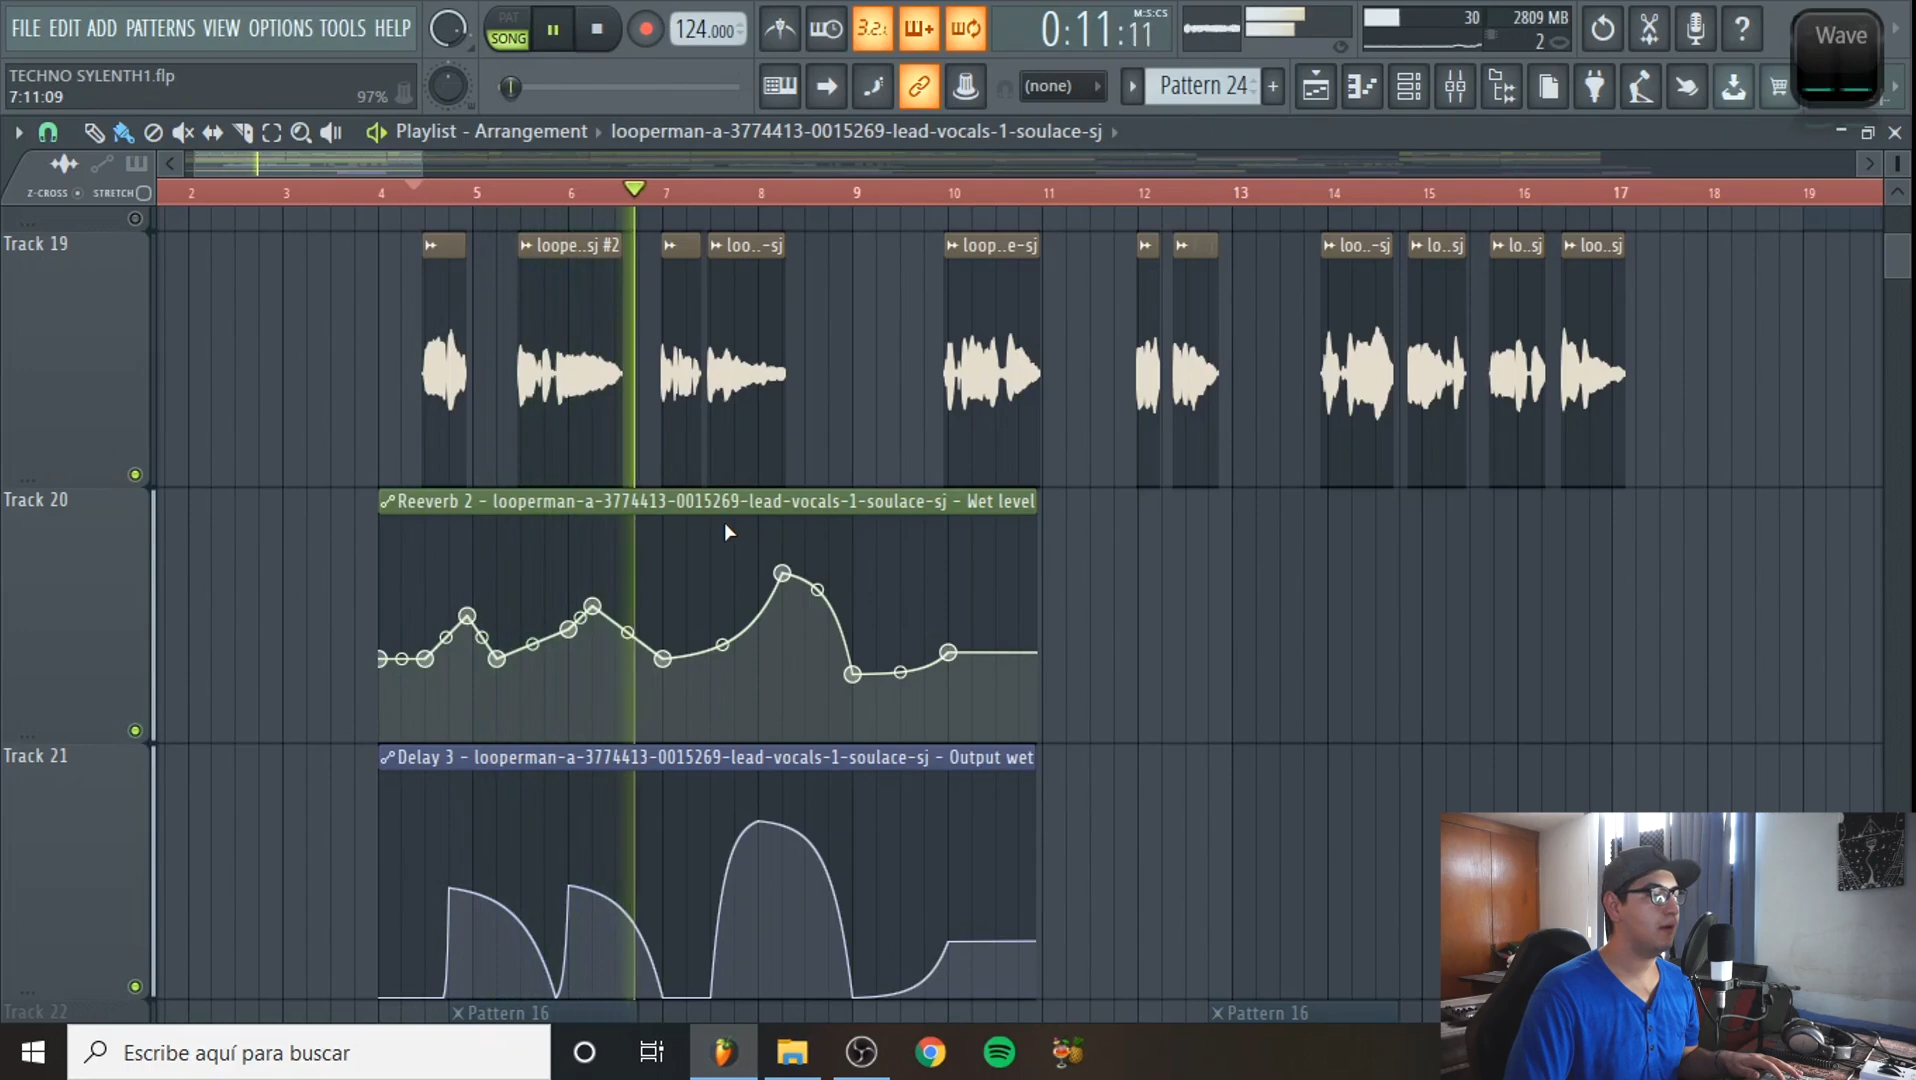 FILE EDIT ADD PATTERNS VIEW OPTIONS TOOLS HELP
PAT
SONG
124.000
3.2.
0:11:11
M:S:CS
30
2809 MB
2
Wave
TECHNO SYLENTH1.flp
7:11:09
97%
(none)
Pattern 24
+
Playlist - Arrangement
looperman-a-3774413-0015269-lead-vocals-1-soulace-sj
Z-CROSS
STRETCH
2 3 4 5 6 7 8 9 10 11 12 13 14 15 16 17 18 19
Track 19
loope..sj #2
loo..-sj
loop..e-sj
loo..-sj
lo..sj
lo..sj
loo..sj
Track 20
Reeverb 2 - looperman-a-3774413-0015269-lead-vocals-1-soulace-sj - Wet level
Track 21
Delay 3 - looperman-a-3774413-0015269-lead-vocals-1-soulace-sj - Output wet
Track 22
Pattern 16
Pattern 16
Escribe aquí para buscar